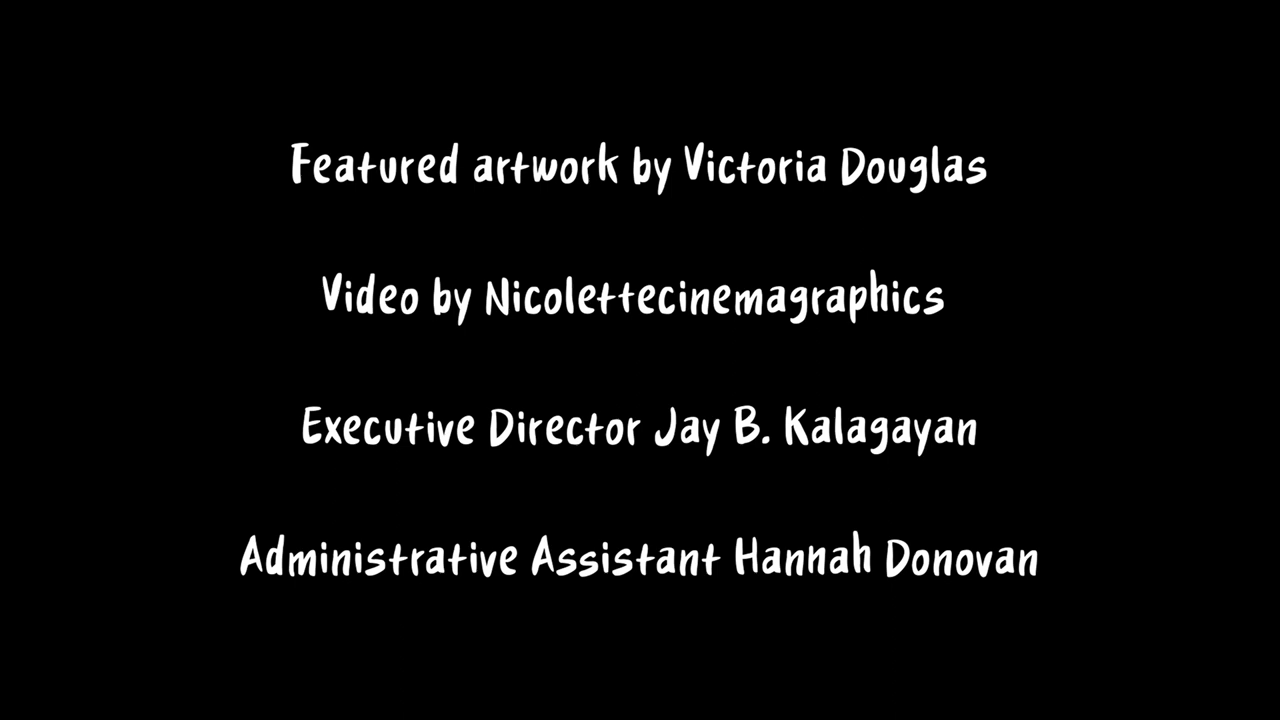 Featured artwork by Victoria Douglas
Video by Nicolettecinemagraphics
Executive Director Jay B. Kalagayan
Administrative Assistant Hannah Donovan